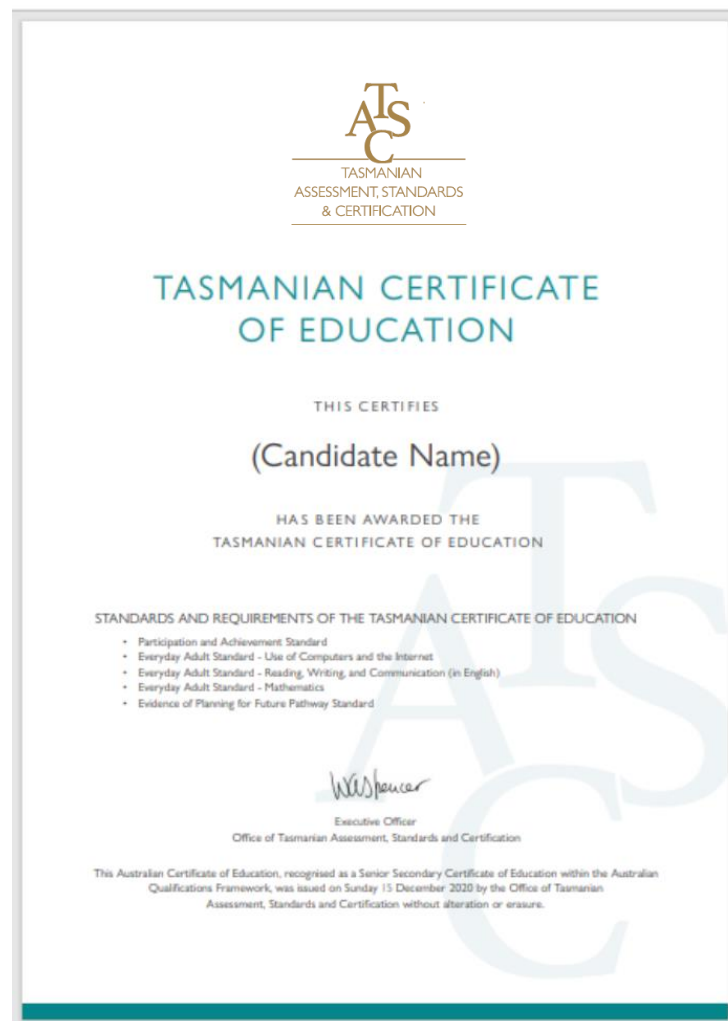 TASC
TASMANIAN
ASSESSMENT, STANDARDS
& CERTIFICATION
TASMANIAN CERTIFICATE
OF EDUCATION
THIS CERTIFIES
(Candidate Name)
HAS BEEN AWARDED THE
TASMANIAN CERTIFICATE OF EDUCATION
STANDARDS AND REQUIREMENTS OF THE TASMANIAN CERTIFICATE OF EDUCATION
• Participation and Achievement Standard
• Everyday Adult Standard - Use of Computers and the Internet
• Everyday Adult Standard - Reading, Writing, and Communication (in English)
• Everyday Adult Standard - Mathematics
• Evidence of Planning for Future Pathway Standard
Executive Officer
Office of Tasmanian Assessment, Standards and Certification
This Australian Certificate of Education, recognised as a Senior Secondary Certificate of Education within the Australian
Qualifications Framework, was issued on Sunday 15 December 2020 by the Office of Tasmanian
Assessment, Standards and Certification without alteration or erasure.
TASC